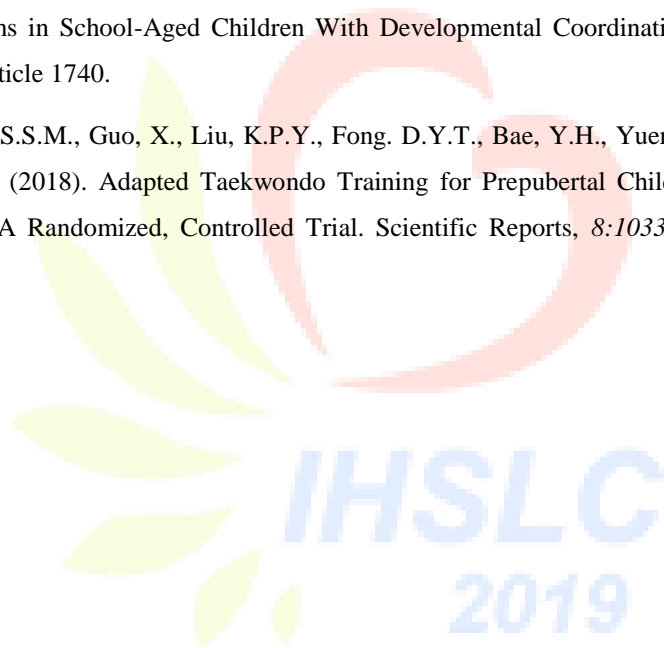 ns in School-Aged Children With Developmental Coordinati
ticle 1740.
S.S.M., Guo, X., Liu, K.P.Y., Fong. D.Y.T., Bae, Y.H., Yuen
(2018). Adapted Taekwondo Training for Prepubertal Chil
A Randomized, Controlled Trial. Scientific Reports, 8:1033
IHSLC
2019